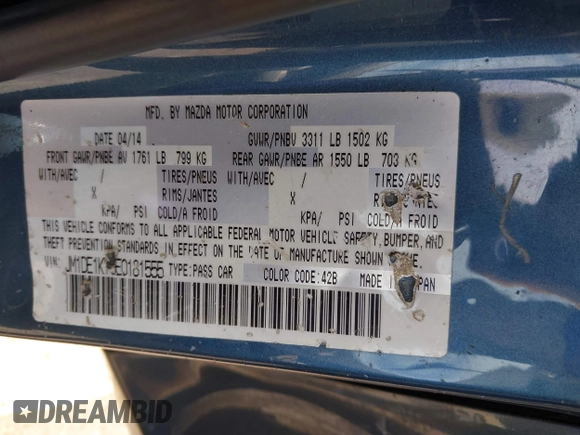 MFD. BY MAZDA MOTOR CORPORATION
DATE 04/14 GVWR/PNBV 3311 LB 1502 KG
FRONT GAWR/PNBE AV 1761 LB 799 KG REAR GAWR/PNBE AR 1550 LB 703 KG
WITH/AVEC / TIRES/PNEUS WITH/AVEC / TIRES/PNEUS
X RIMS/JANTES X
KPA/ PSI COLD/A FROID KPA/ PSI COLD/A FROID
THIS VEHICLE CONFORMS TO ALL APPLICABLE FEDERAL MOTOR VEHICLE SAFETY, BUMPER, AND
THEFT PREVENTION STANDARDS IN EFFECT ON THE DATE OF MANUFACTURE SHOWN
VIN: TYPE:PASS CAR COLOR CODE:42B MADE
DREAMBID